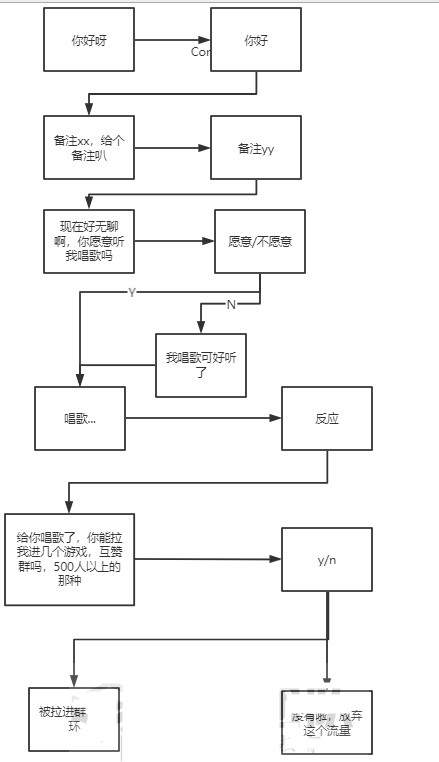 你好呀
Cor
你好
备注xx，给个
备注叭
备注yy
现在好无聊
啊，你愿意听
我唱歌吗
愿意/不愿意
Y
N
我唱歌可好听
了
唱歌...
反应
给你唱歌了，你能拉
我进几个游戏，互赞
群吗，500人以上的
那种
y/n
被拉进群
环
没有啦，放弃
这个流量